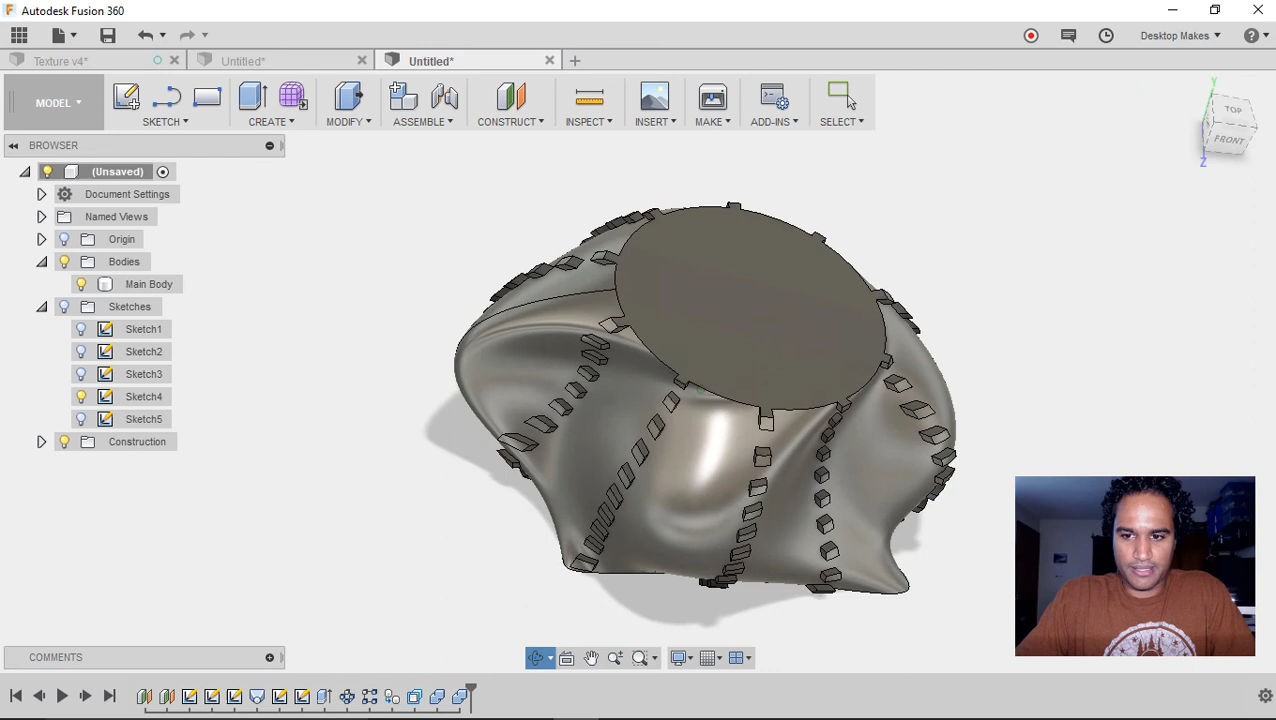 Autodesk Fusion 360
Desktop Makes
Texture v4*
Untitled*
Untitled*
MODEL
SKETCH
CREATE
MODIFY
ASSEMBLE
CONSTRUCT
INSPECT
INSERT
MAKE
ADD-INS
SELECT
TOP
FRONT
Y
Z
BROWSER
(Unsaved)
Document Settings
Named Views
Origin
Bodies
Main Body
Sketches
Sketch1
Sketch2
Sketch3
Sketch4
Sketch5
Construction
COMMENTS